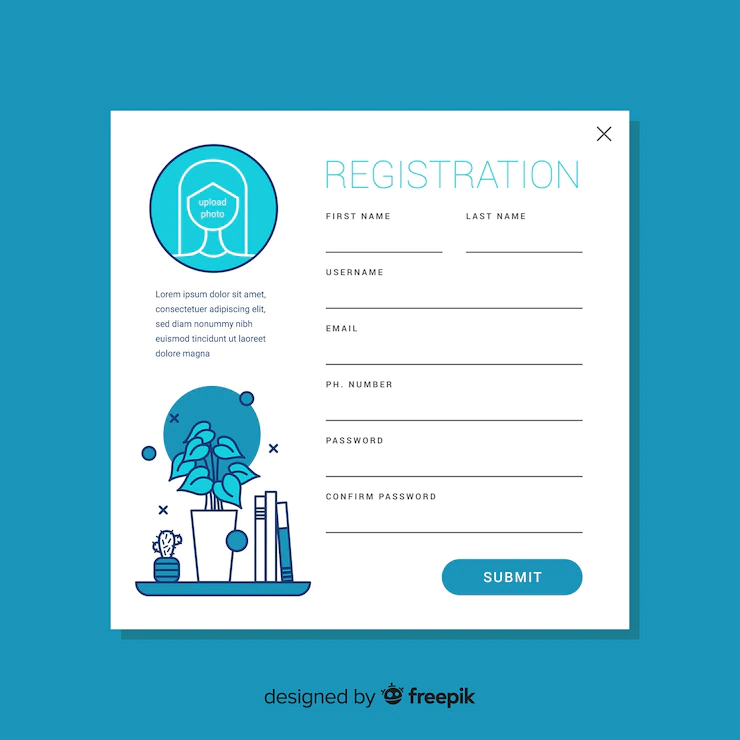 upload
photo
Lorem ipsum dolor sit amet,
consectetuer adipiscing elit,
sed diam nonummy nibh
euismod tincidunt ut laoreet
dolore magna
REGISTRATION
FIRST NAME LAST NAME
USERNAME
EMAIL
PH. NUMBER
PASSWORD
CONFIRM PASSWORD
SUBMIT
designed by freepik